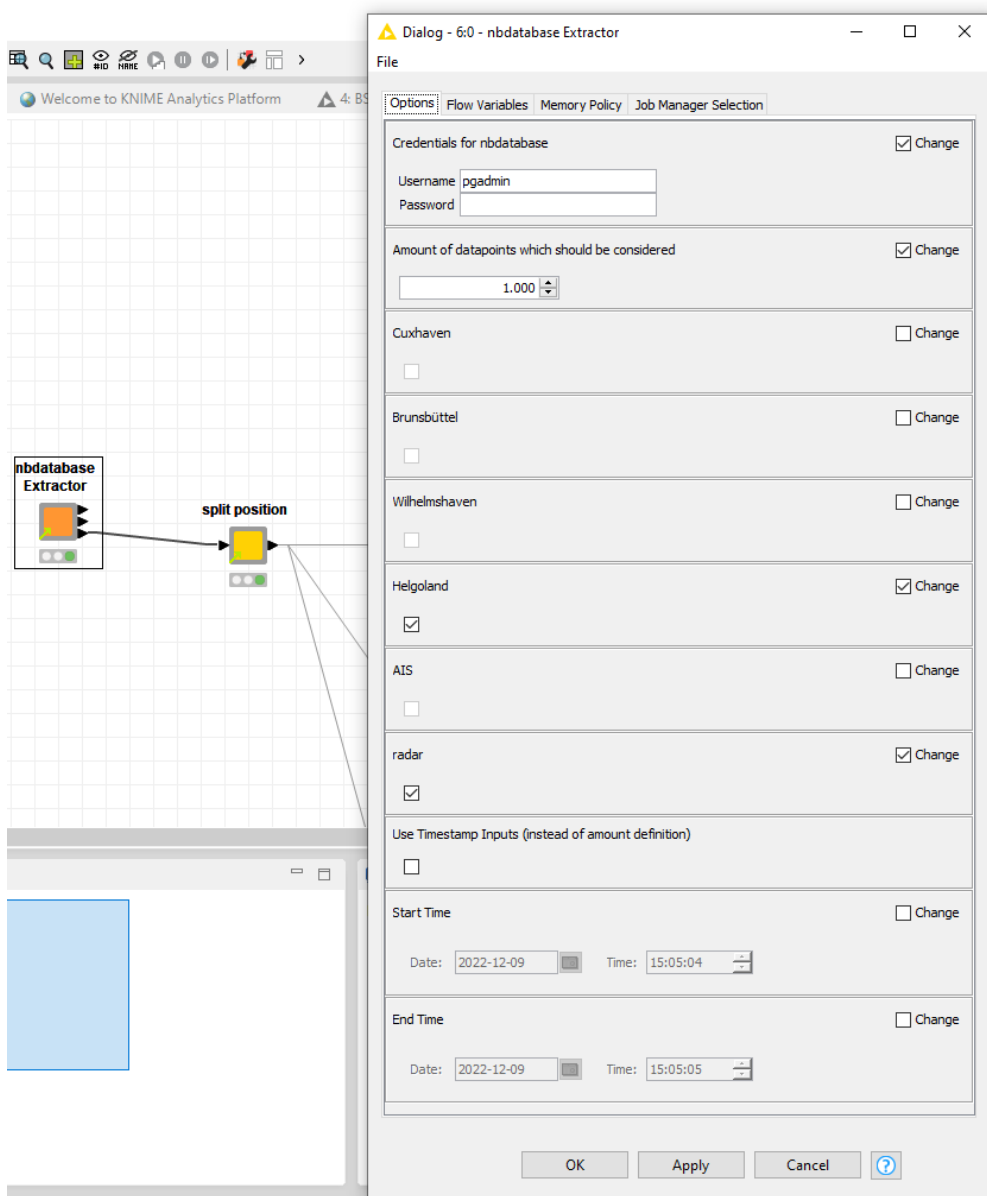 Dialog - 6:0 - nbdatabase Extractor
File
#ID
NAME
Welcome to KNIME Analytics Platform
4: BS
Options
Flow Variables
Memory Policy
Job Manager Selection
Credentials for nbdatabase
Change
Username pgadmin
Password
Amount of datapoints which should be considered
Change
1.000
Cuxhaven
Change
Brunsbüttel
Change
nbdatabase
Extractor
split position
Wilhelmshaven
Change
Helgoland
Change
AIS
Change
radar
Change
Use Timestamp Inputs (instead of amount definition)
Start Time
Change
Date: 2022-12-09 Time: 15:05:04
End Time
Change
Date: 2022-12-09 Time: 15:05:05
OK
Apply
Cancel
?